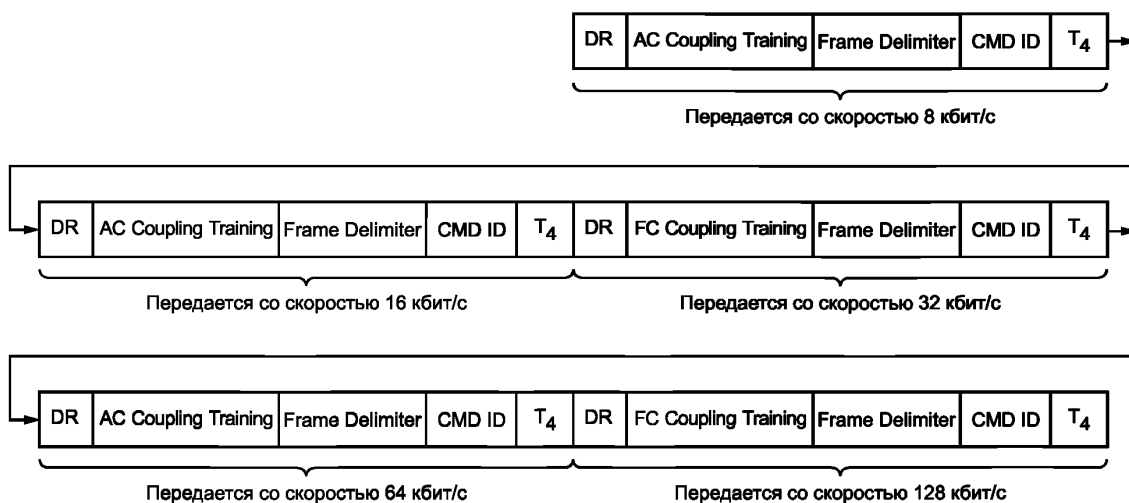 DR AC Coupling Training Frame Delimiter CMD ID T4
Передается со скоростью 8 кбит/с
DR AC Coupling Training Frame Delimiter CMD ID T4 DR FC Coupling Training Frame Delimiter CMD ID T4
Передается со скоростью 16 кбит/с Передается со скоростью 32 кбит/с
DR AC Coupling Training Frame Delimiter CMD ID T4 DR FC Coupling Training Frame Delimiter CMD ID T4
Передается со скоростью 64 кбит/с Передается со скоростью 128 кбит/с